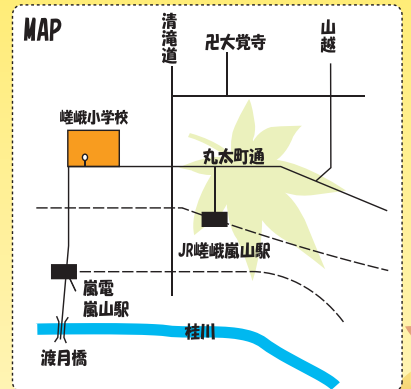 MAP
清滝道
卍大覚寺
山越
嵯峨小学校
丸太町通
JR嵯峨嵐山駅
嵐電
嵐山駅
桂川
渡月橋